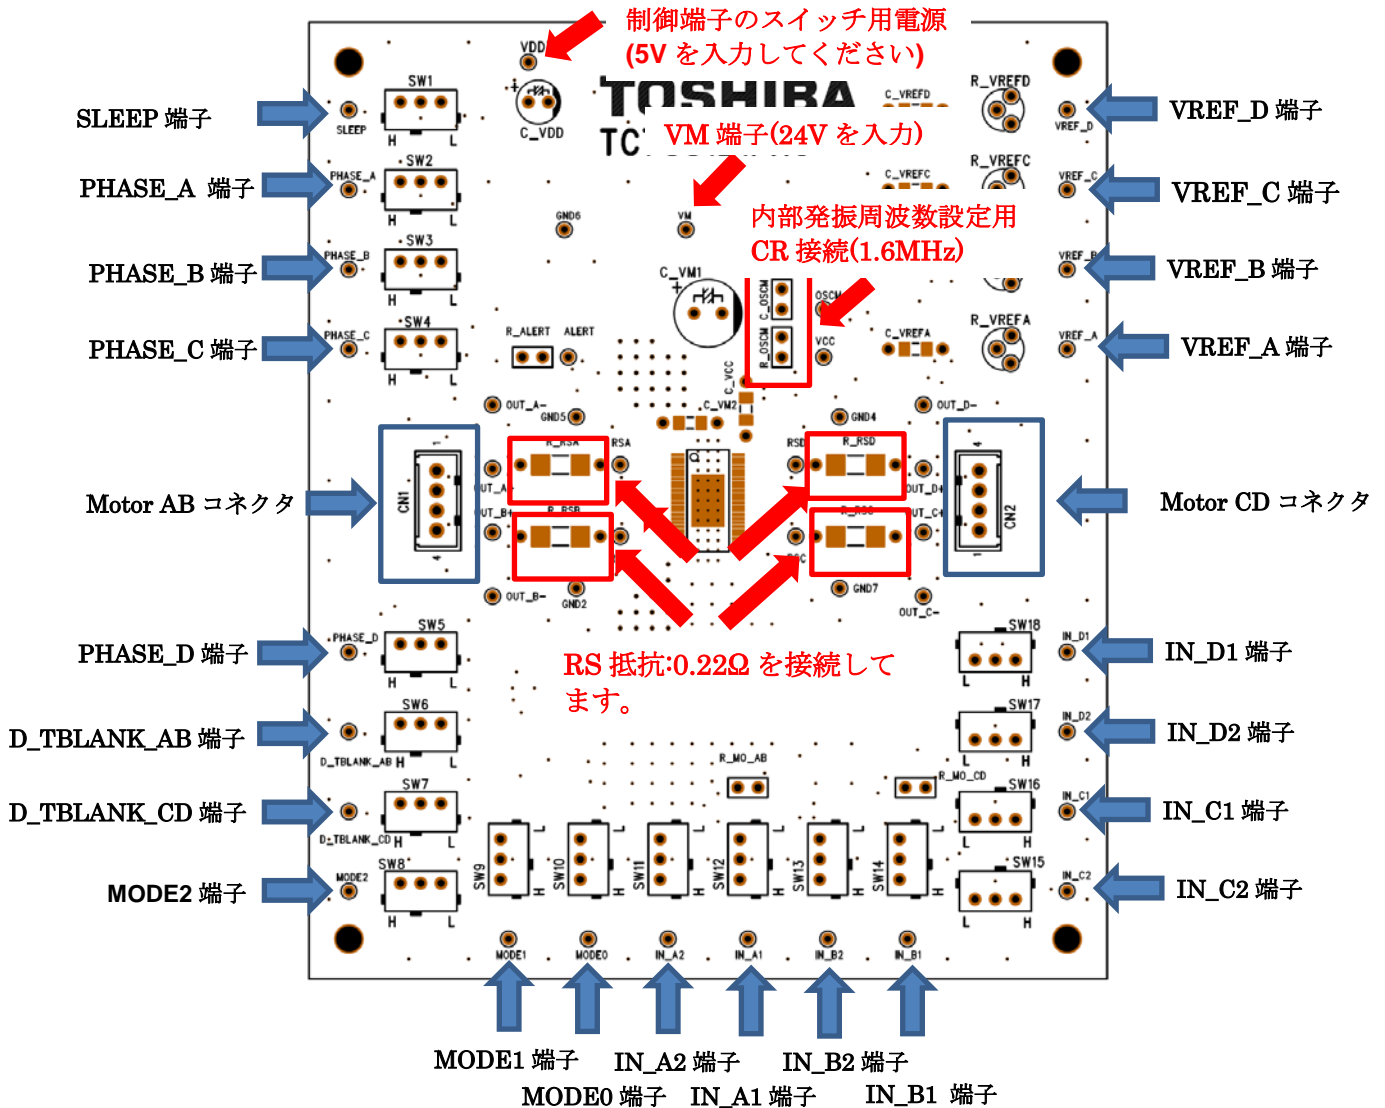 制御端子のスイッチ用電源
(5V を入力してください)
VDD
SW1
TOSHIBA
C_VREFD
R_VREFD
SLEEP 端子
SLEEP
H
L
C_VDD
VM 端子(24V を入力)
VREF_D
VREF_D 端子
SW2
PHASE_A 端子
PHASE_A
H
L
C_VREFC
R_VREFC
VREF_C
VREF_C 端子
GND6
VM
内部発振周波数設定用
CR 接続(1.6MHz)
SW3
PHASE_B 端子
PHASE_B
H
L
VREF_B
VREF_B 端子
C_VM1
C_OSCM
OSCM
SW4
PHASE_C 端子
PHASE_C
H
L
R_ALERT
ALERT
R_OSCM
VCC
C_VREFA
R_VREFA
VREF_A
VREF_A 端子
C_VCC
OUT_A-
GND5
C_VM2
GND4
OUT_D-
R_RSA
RSA
RSD
R_RSD
Motor AB コネクタ
CN1
1
4
OUT_A+
OUT_B+
R_RSB
OUT_D+
OUT_C+
CN2
4
1
Motor CD コネクタ
OUT_B-
GND2
GND7
OUT_C-
RS 抵抗:0.22Ω を接続して
ます。
PHASE_D 端子
PHASE_D
SW5
H
L
SW18
L
H
IN_D1
IN_D1 端子
D_TBLANK_AB 端子
D_TBLANK_AB
SW6
H
L
SW17
L
H
IN_D2
IN_D2 端子
D_TBLANK_CD 端子
D_TBLANK_CD
SW7
H
L
R_MO_AB
R_MO_CD
SW16
L
H
IN_C1
IN_C1 端子
MODE2 端子
MODE2
SW8
H
L
SW9
L
H
SW10
L
H
SW11
L
H
SW12
L
H
SW13
L
H
SW14
L
H
SW15
L
H
IN_C2
IN_C2 端子
MODE1
MODE0
IN_A2
IN_A1
IN_B2
IN_B1
MODE1 端子
IN_A2 端子
IN_B2 端子
MODE0 端子
IN_A1 端子
IN_B1 端子